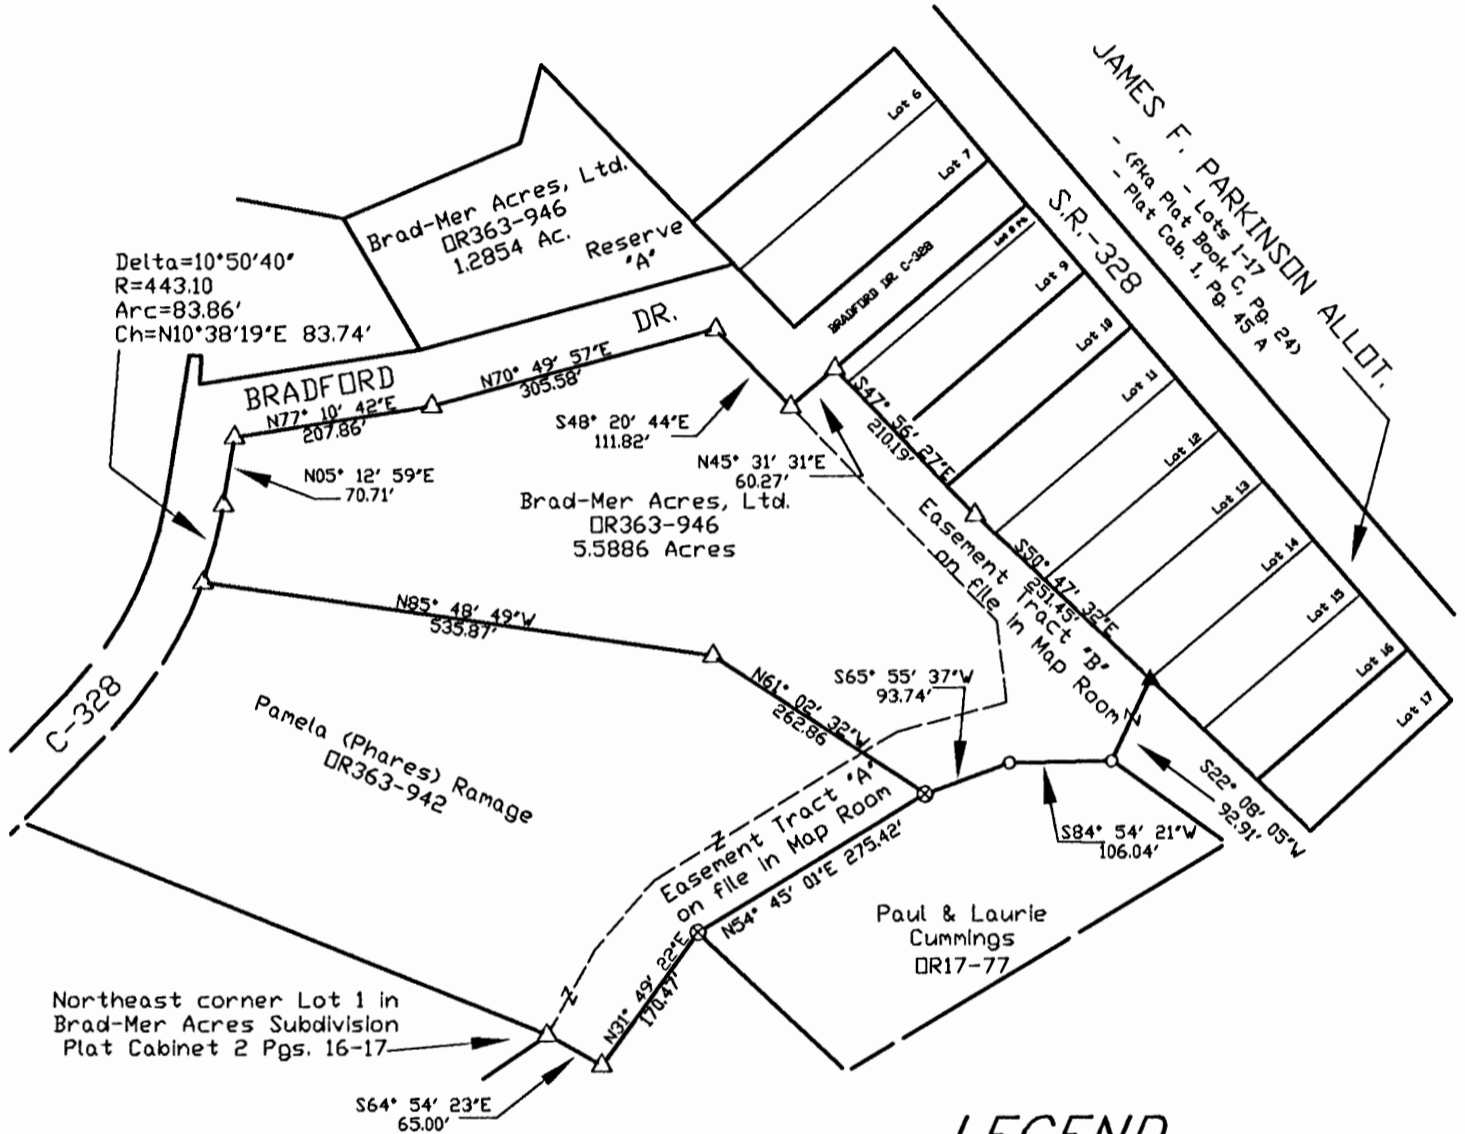 JAMES F. PARKINSON ALLOT.
- Lots 1-17
- (fka Plat Book C, Pg. 24)
- Plat Cab. 1, Pg. 45 A
S.R.-328
Lot 6
Lot 7
Lot 8 Pt
Lot 9
Lot 10
Lot 11
Lot 12
Lot 13
Lot 14
Lot 15
Lot 16
Lot 17
BRADFORD DR. C-328
Brad-Mer Acres, Ltd.
OR363-946
1.2854 Ac.
Reserve
"A"
Delta=10°50'40"
R=443.10
Arc=83.86'
Ch=N10°38'19"E 83.74'
BRADFORD
DR.
N77° 10' 42"E
207.86'
N70° 49' 57"E
305.58'
N05° 12' 59"E
70.71'
S48° 20' 44"E
111.82'
N45° 31' 31"E
60.27'
S47° 56' 27"E
210.19'
Brad-Mer Acres, Ltd.
OR363-946
5.5886 Acres
Easement Tract "B"
on file in Map Room
S50° 47' 32"E
251.45'
N85° 48' 49"W
535.87'
N61° 02' 32"W
262.86
S65° 55' 37"W
93.74'
C-328
Pamela (Phares) Ramage
OR363-942
S22° 08' 05"W
92.91'
S84° 54' 21"W
106.04'
Easement Tract "A"
on file in Map Room
N54° 45' 01"E 275.42'
Paul & Laurie
Cummings
OR17-77
N31° 49' 22"E
170.47'
Northeast corner Lot 1 in
Brad-Mer Acres Subdivision
Plat Cabinet 2 Pgs. 16-17
S64° 54' 23"E
65.00'
LEGEND